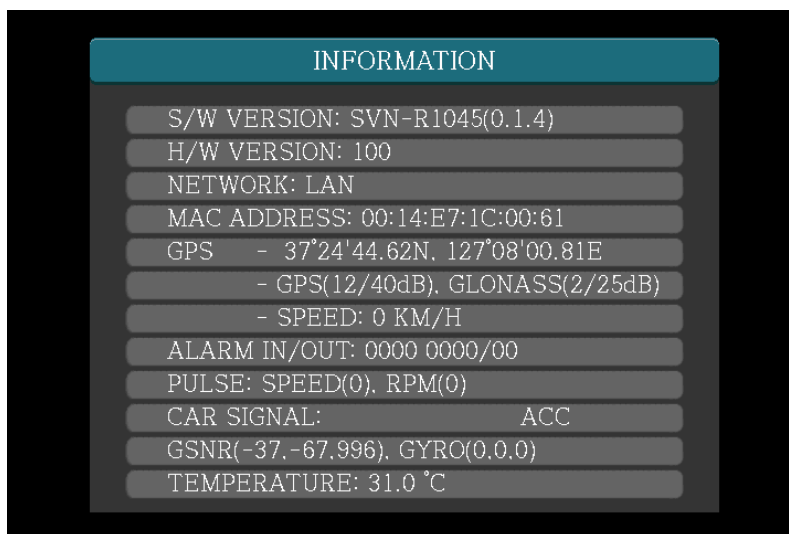 INFORMATION
S/W VERSION: SVN-R1045(0.1.4)
H/W VERSION: 100
NETWORK: LAN
MAC ADDRESS: 00:14:E7:1C:00:61
GPS - 37°24'44.62N, 127°08'00.81E
- GPS(12/40dB), GLONASS(2/25dB)
- SPEED: 0 KM/H
ALARM IN/OUT: 0000 0000/00
PULSE: SPEED(0), RPM(0)
CAR SIGNAL: ACC
GSNR(-37,-67,996), GYRO(0,0,0)
TEMPERATURE: 31.0 °C